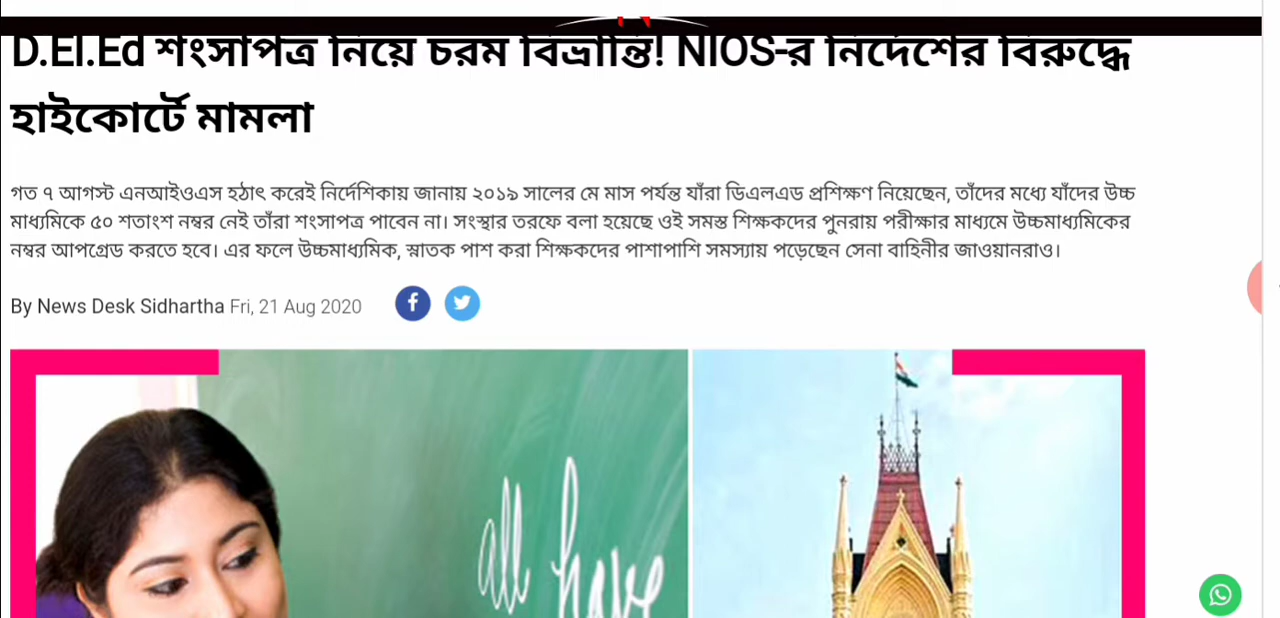 D.El.Ed শংসাপত্র নিয়ে চরম বিভ্রান্তি! NIOS-র নির্দেশের বিরুদ্ধে
হাইকোর্টে মামলা
গত ৭ আগস্ট এনআইওএস হঠাৎ করেই নির্দেশিকায় জানায় ২০১৯ সালের মে মাস পর্যন্ত যাঁরা ডিএলএড প্রশিক্ষণ নিয়েছেন, তাঁদের মধ্যে যাঁদের উচ্চ
মাধ্যমিকে ৫০ শতাংশ নম্বর নেই তাঁরা শংসাপত্র পাবেন না। সংস্থার তরফে বলা হয়েছে ওই সমস্ত শিক্ষকদের পুনরায় পরীক্ষার মাধ্যমে উচ্চমাধ্যমিকের
নম্বর আপগ্রেড করতে হবে। এর ফলে উচ্চমাধ্যমিক, স্নাতক পাশ করা শিক্ষকদের পাশাপাশি সমস্যায় পড়েছেন সেনা বাহিনীর জাওয়ানরাও।
By News Desk Sidhartha Fri, 21 Aug 2020
all have